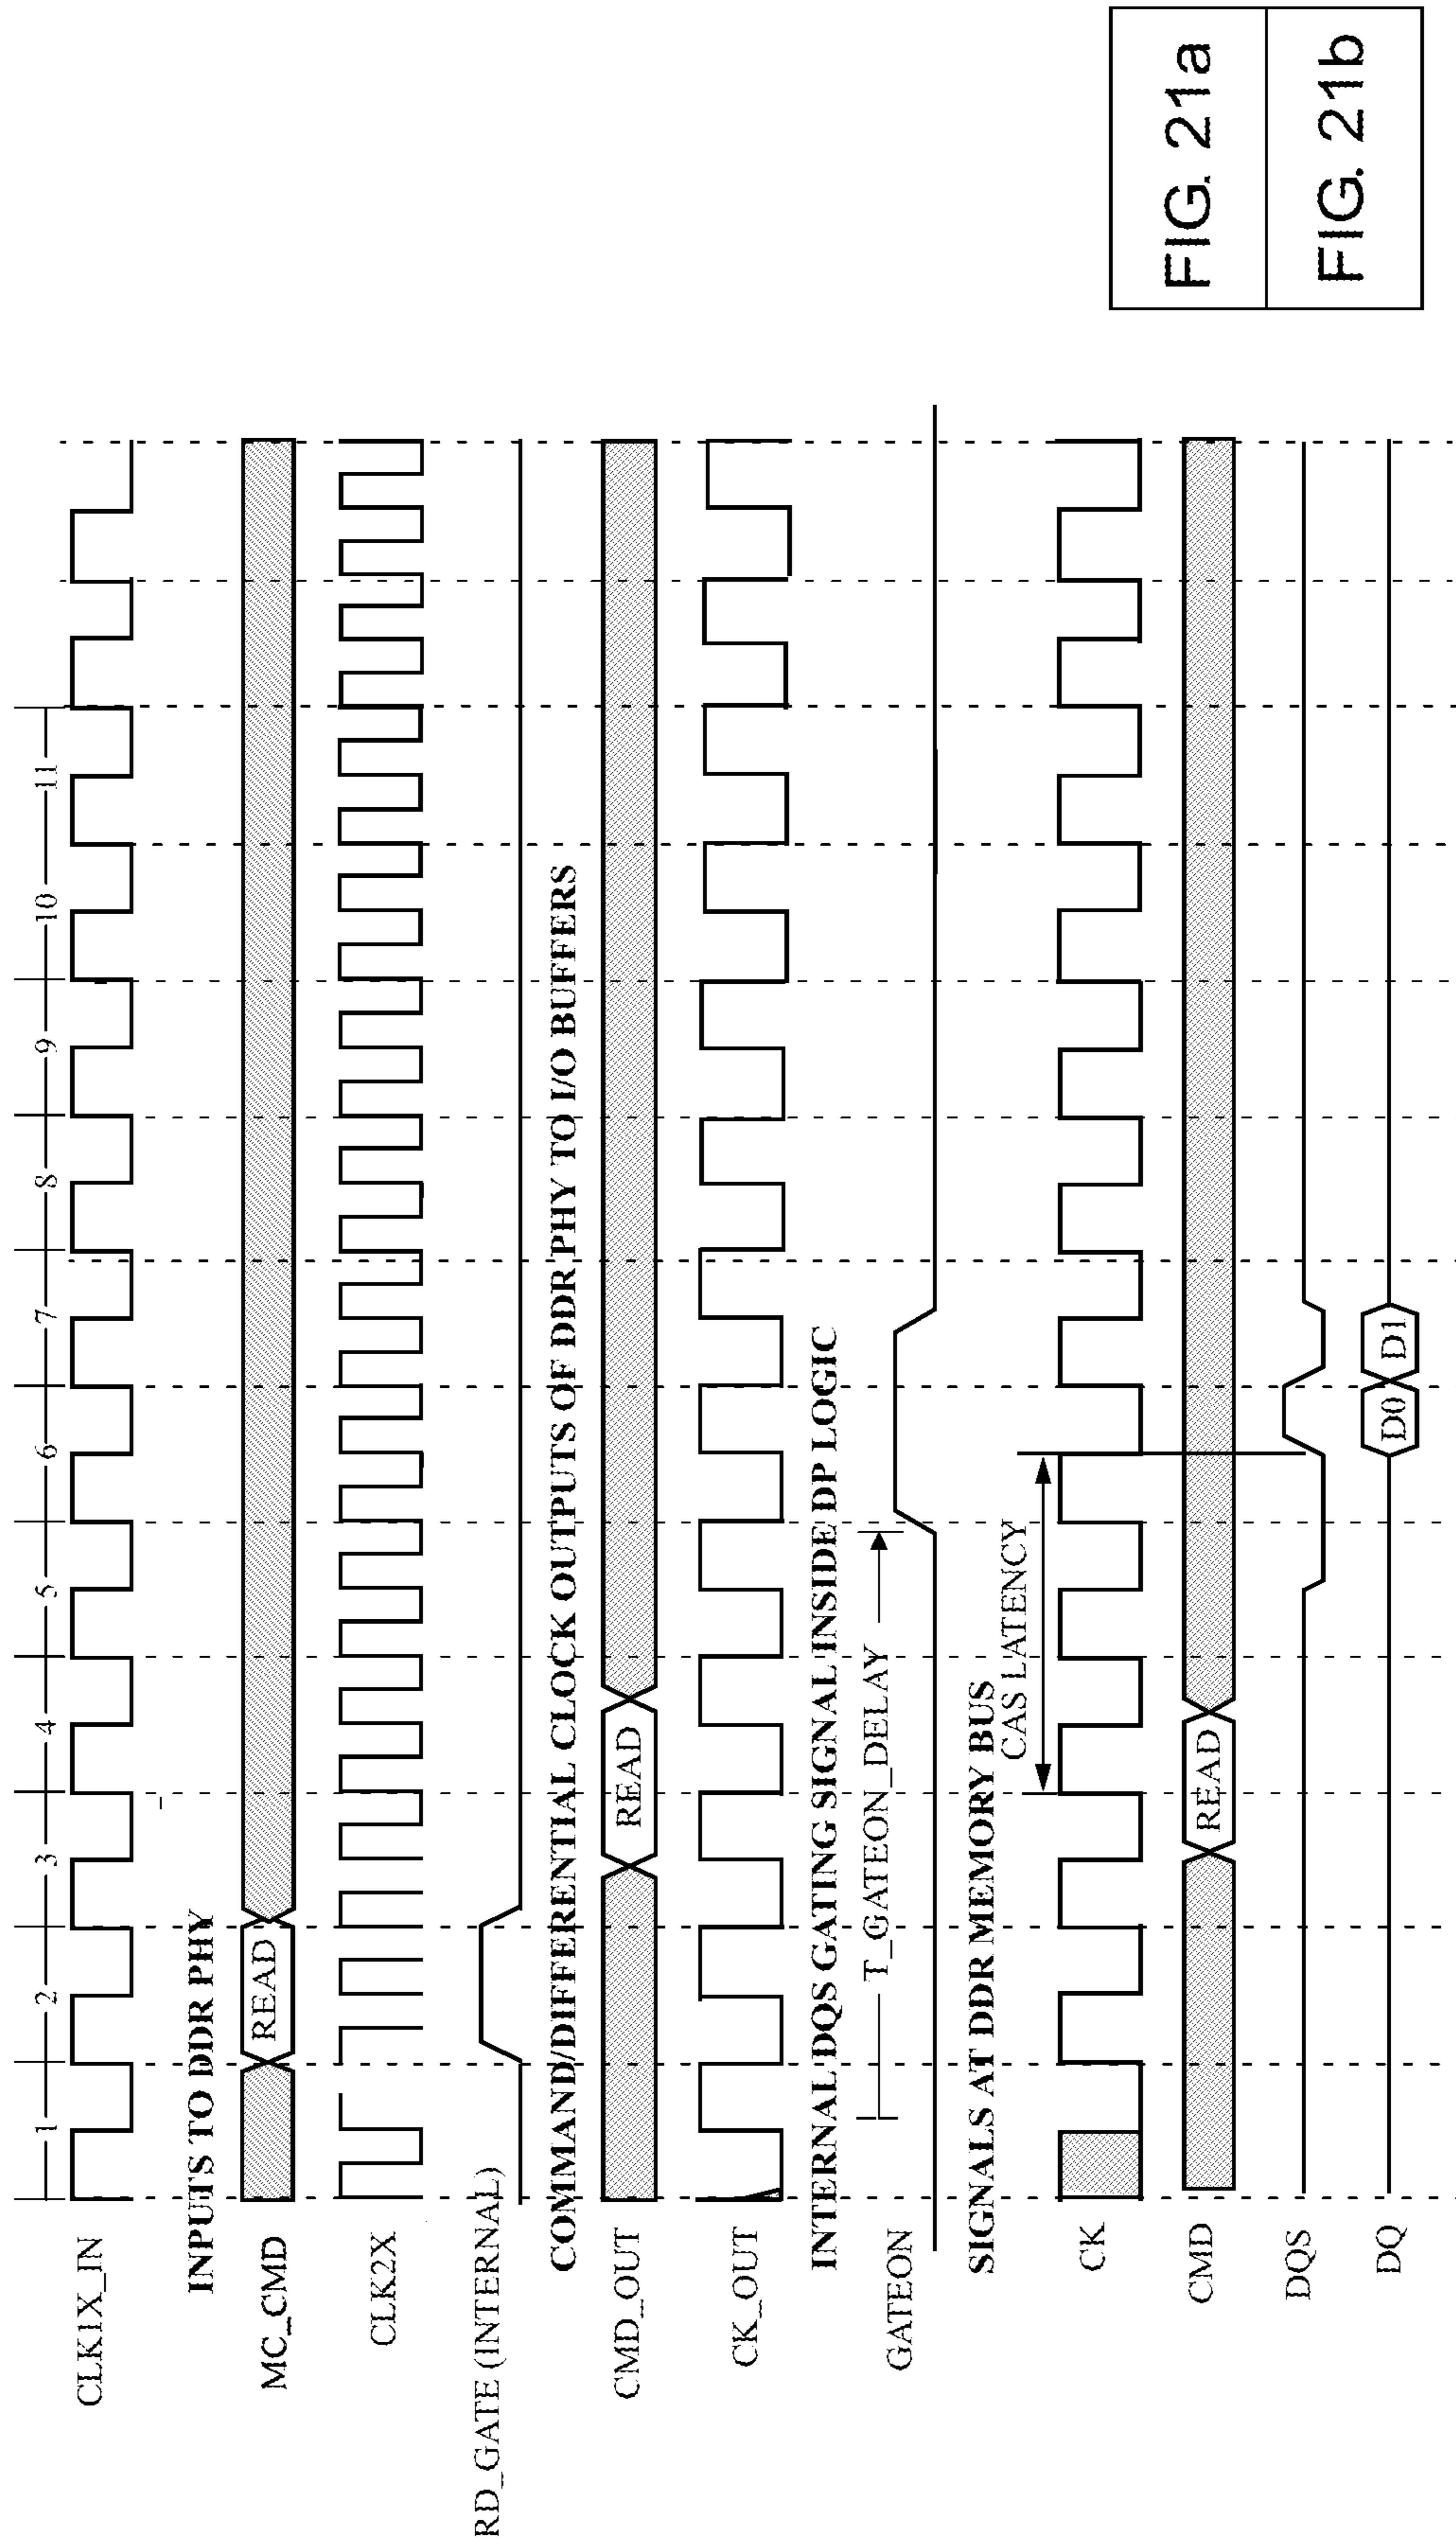 1 2 3 4 5 6 7 8 9 10 11
CLK1X_IN
INPUTS TO DDR PHY
MC_CMD READ
CLK2X
RD_GATE (INTERNAL)
COMMAND/DIFFERENTIAL CLOCK OUTPUTS OF DDR PHY TO I/O BUFFERS
CMD_OUT READ
CK_OUT
INTERNAL DQS GATING SIGNAL INSIDE DP LOGIC
T_GATEON_DELAY
GATEON
SIGNALS AT DDR MEMORY BUS
CAS LATENCY
CK
CMD READ
DQS
DQ D0 D1
FIG. 21a
FIG. 21b